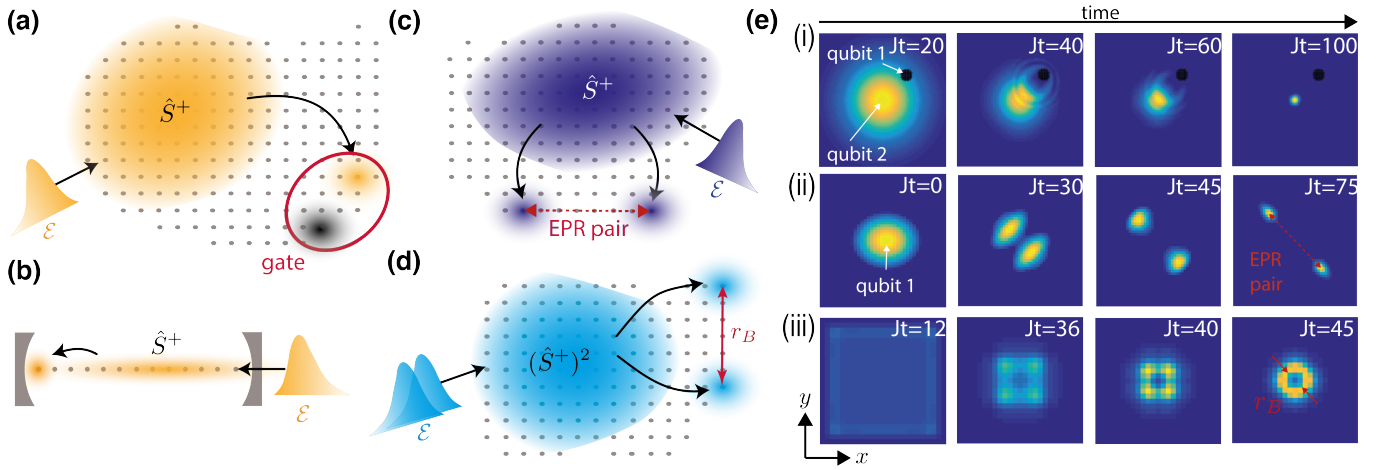 (a)
Ŝ⁺
ℰ
gate
(b)
Ŝ⁺
ℰ
(c)
Ŝ⁺
ℰ
EPR pair
(d)
(Ŝ⁺)²
ℰ
r_B
(e)
time
(i)
Jt=20
Jt=40
Jt=60
Jt=100
qubit 1
qubit 2
(ii)
Jt=0
Jt=30
Jt=45
Jt=75
qubit 1
EPR
pair
(iii)
Jt=12
Jt=36
Jt=40
Jt=45
r_B
y
x